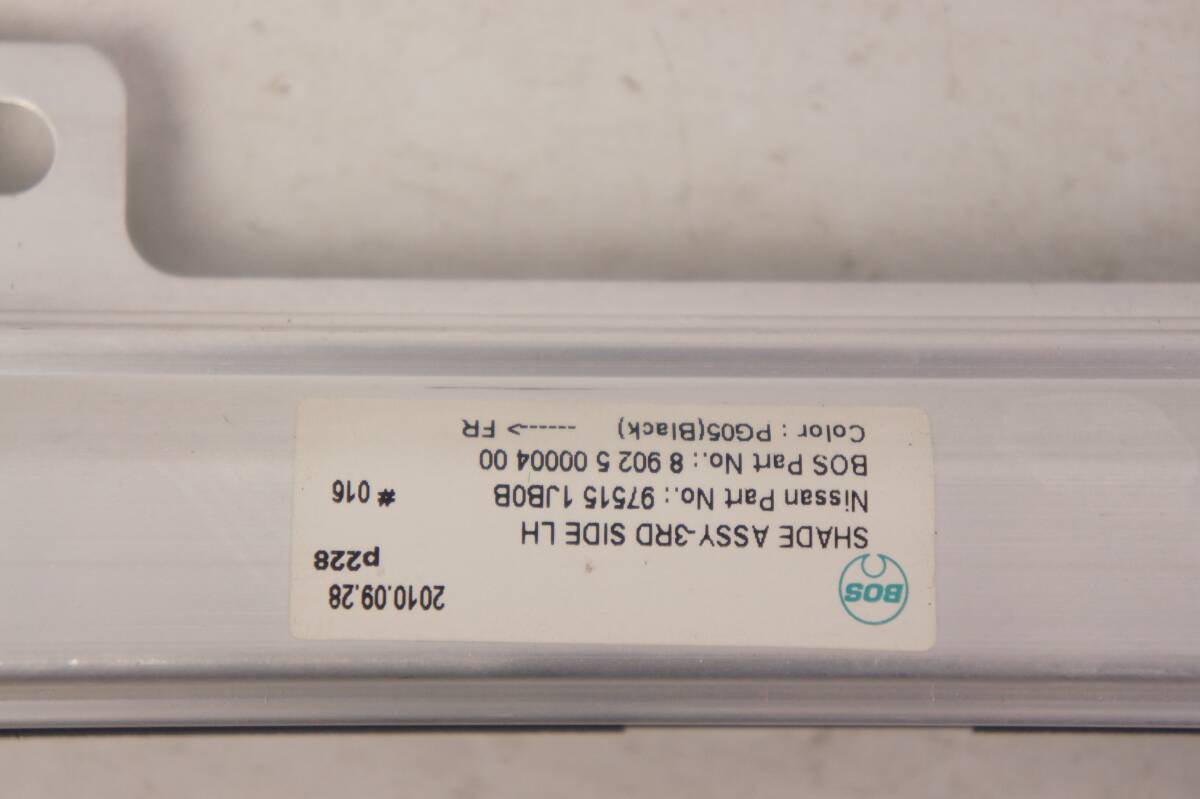 BOS
2010.09.28
p228
SHADE ASSY-3RD SIDE LH
Nissan Part No.: 97515 1JB0B # 016
BOS Part No.: 8 902 5 00004 00
Color : PG05(Black) ------> FR